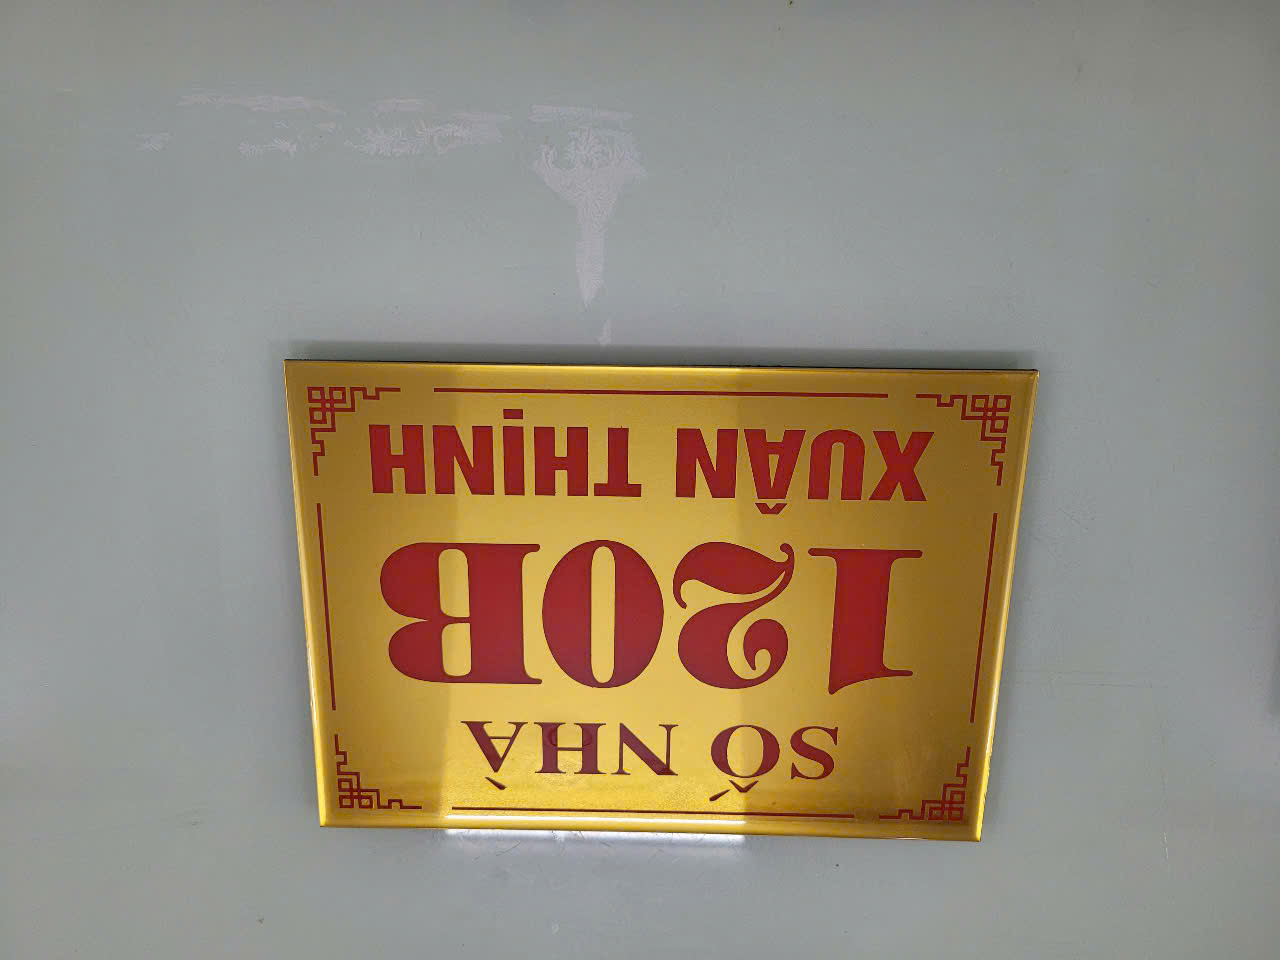 SỐ NHÀ
120B
XUÂN THỊNH